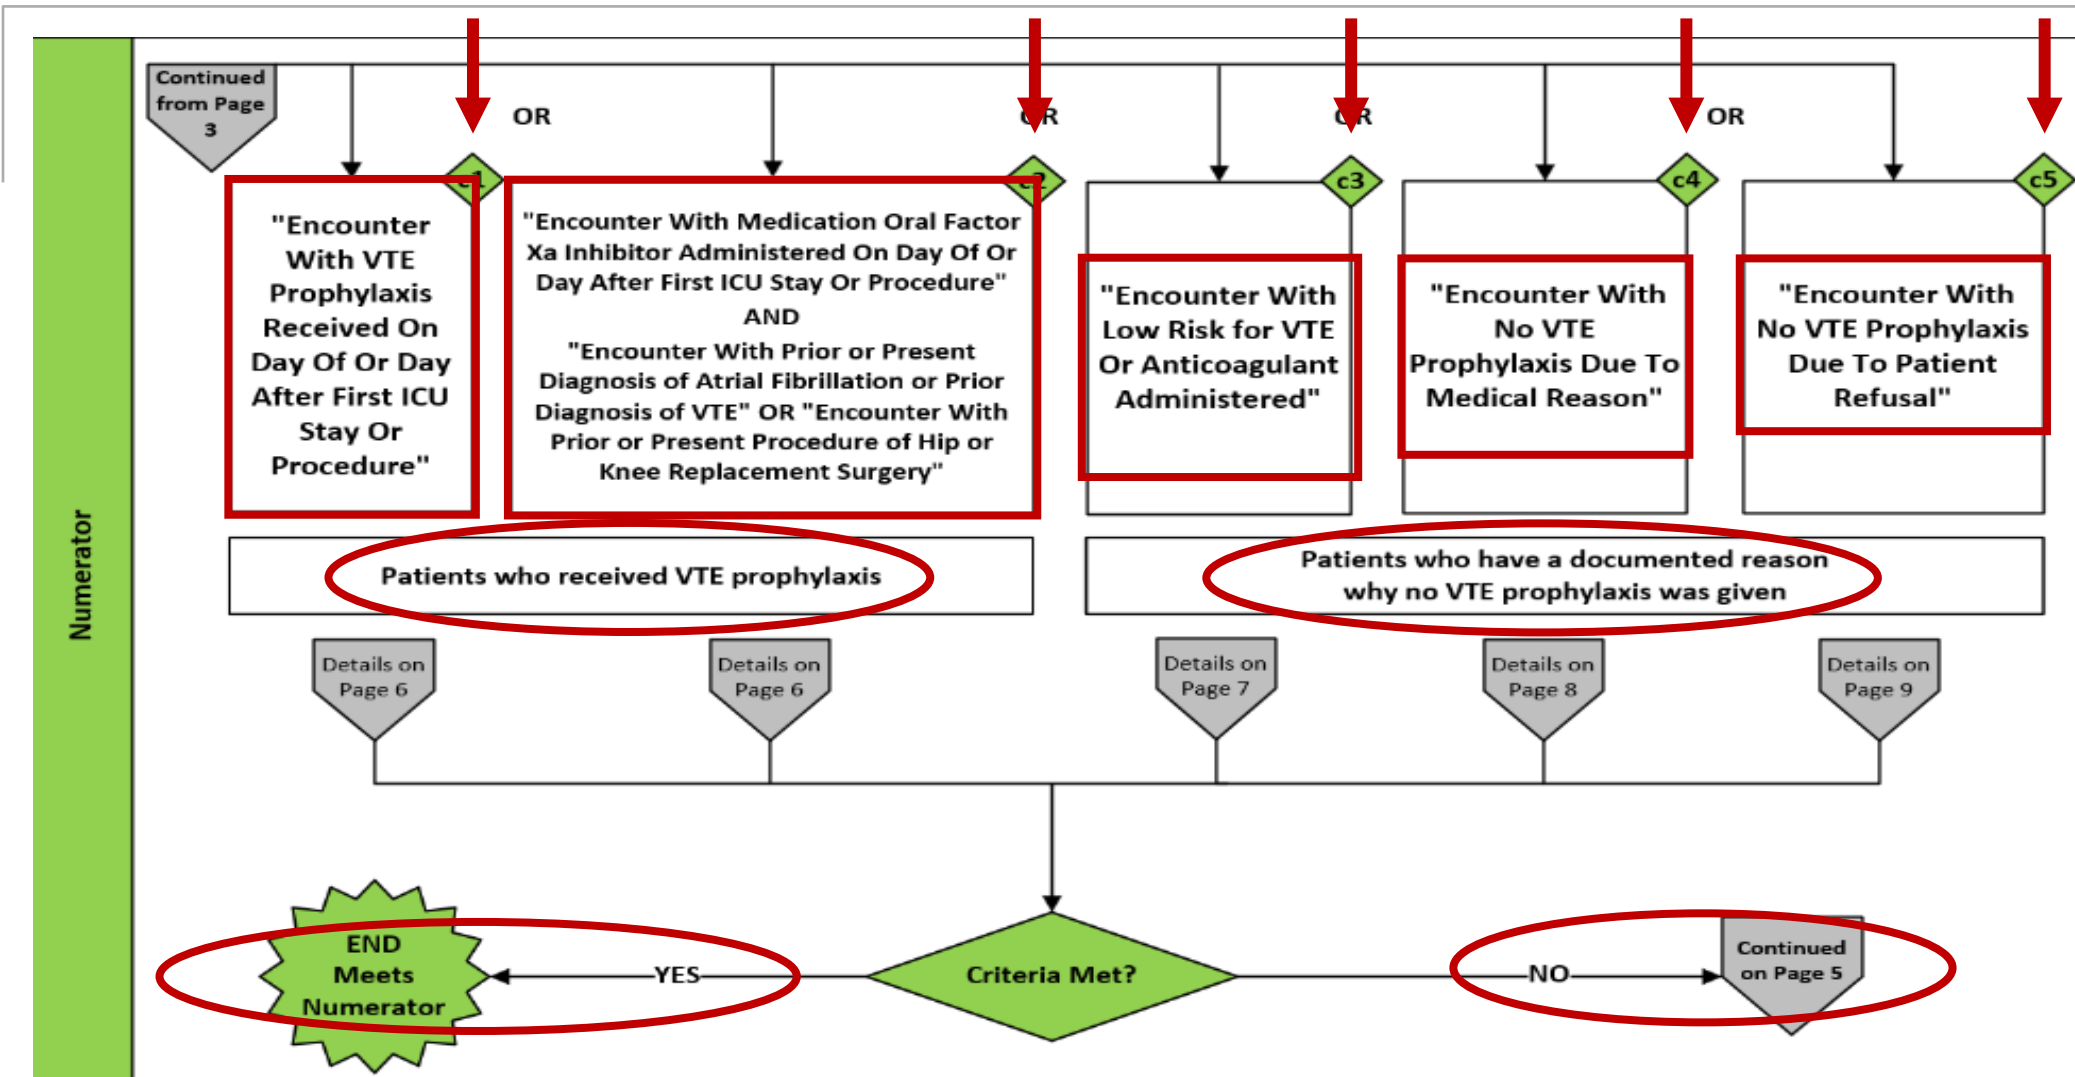 Numerator
Continued
from Page
3
OR
OR
OR
OR
c1
"Encounter
With VTE
Prophylaxis
Received On
Day Of Or Day
After First ICU
Stay Or
Procedure"
c2
"Encounter With Medication Oral Factor
Xa Inhibitor Administered On Day Of Or
Day After First ICU Stay Or Procedure"
AND
"Encounter With Prior or Present
Diagnosis of Atrial Fibrillation or Prior
Diagnosis of VTE" OR "Encounter With
Prior or Present Procedure of Hip or
Knee Replacement Surgery"
c3
"Encounter With
Low Risk for VTE
Or Anticoagulant
Administered"
c4
"Encounter With
No VTE
Prophylaxis Due To
Medical Reason"
c5
"Encounter With
No VTE Prophylaxis
Due To Patient
Refusal"
Patients who received VTE prophylaxis
Patients who have a documented reason
why no VTE prophylaxis was given
Details on
Page 6
Details on
Page 6
Details on
Page 7
Details on
Page 8
Details on
Page 9
END
Meets
Numerator
YES
Criteria Met?
NO
Continued
on Page 5